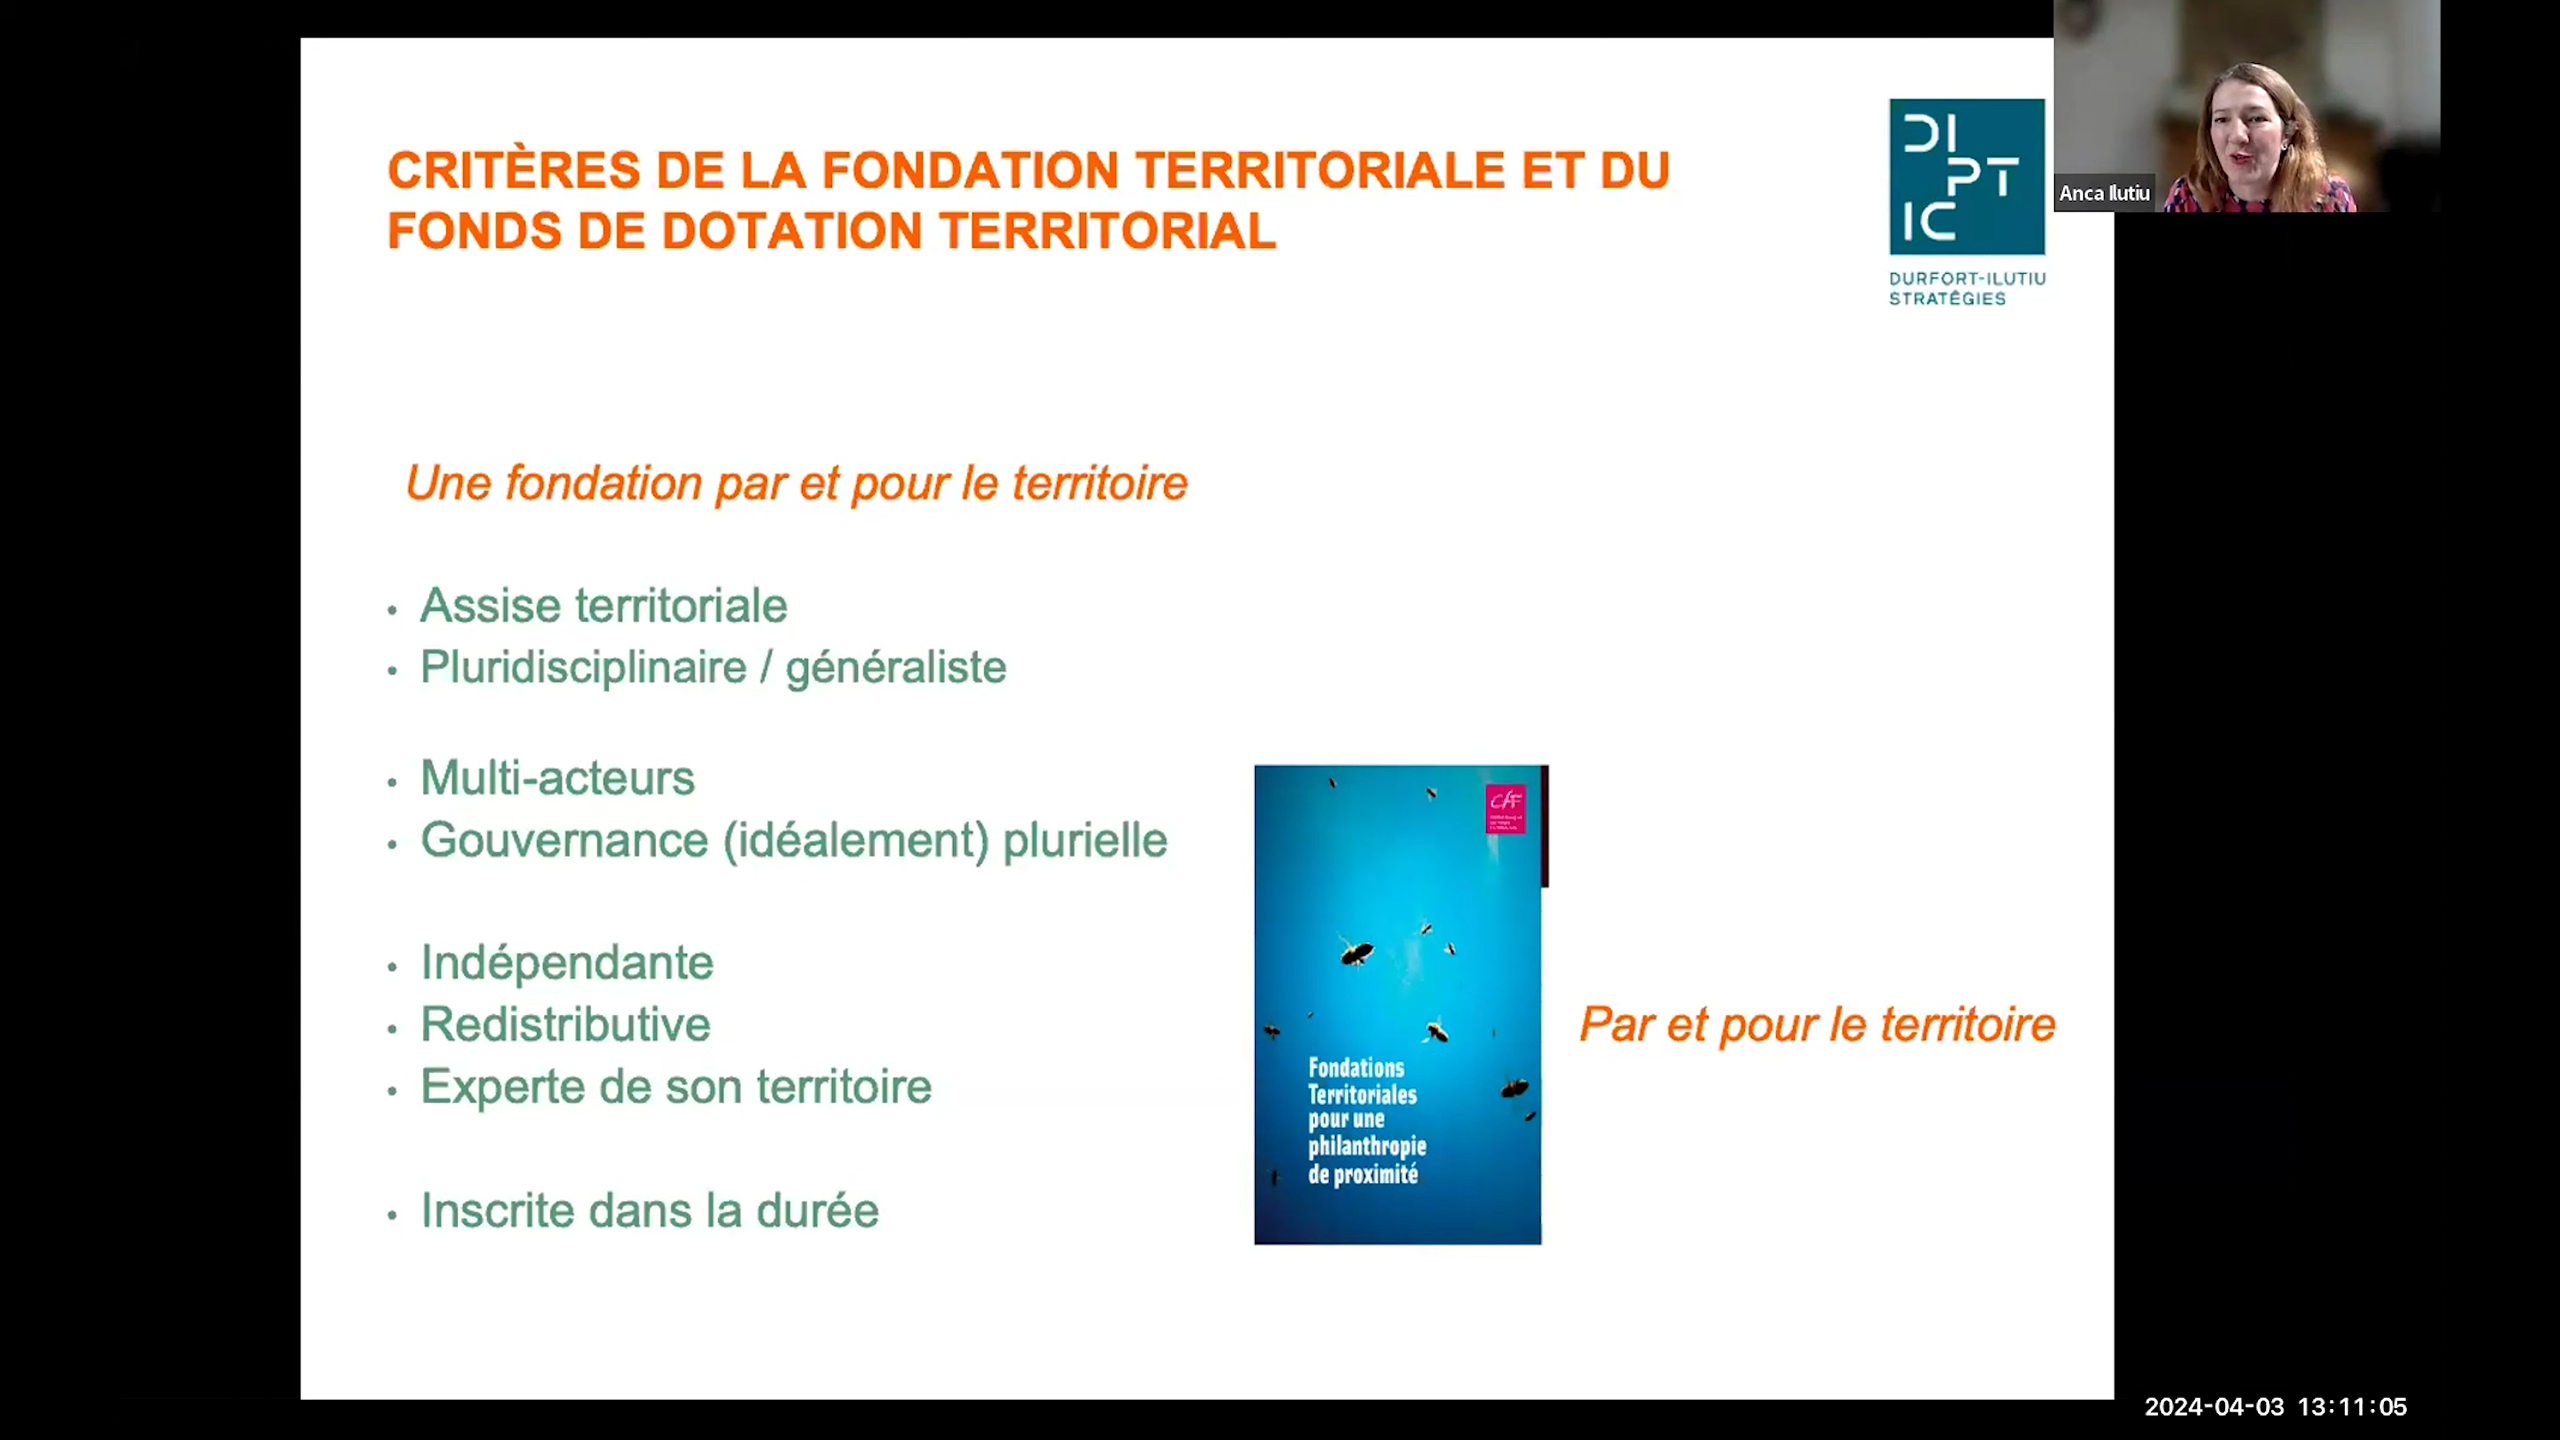 CRITÈRES DE LA FONDATION TERRITORIALE ET DU
FONDS DE DOTATION TERRITORIAL
DI
PT
IC
DURFORT-ILUTIU
STRATÉGIES
Anca Ilutiu
Une fondation par et pour le territoire
• Assise territoriale
• Pluridisciplinaire / généraliste
• Multi-acteurs
• Gouvernance (idéalement) plurielle
• Indépendante
• Redistributive
• Experte de son territoire
• Inscrite dans la durée
Fondations
Territoriales
pour une
philanthropie
de proximité
Par et pour le territoire
2024-04-03 13:11:05